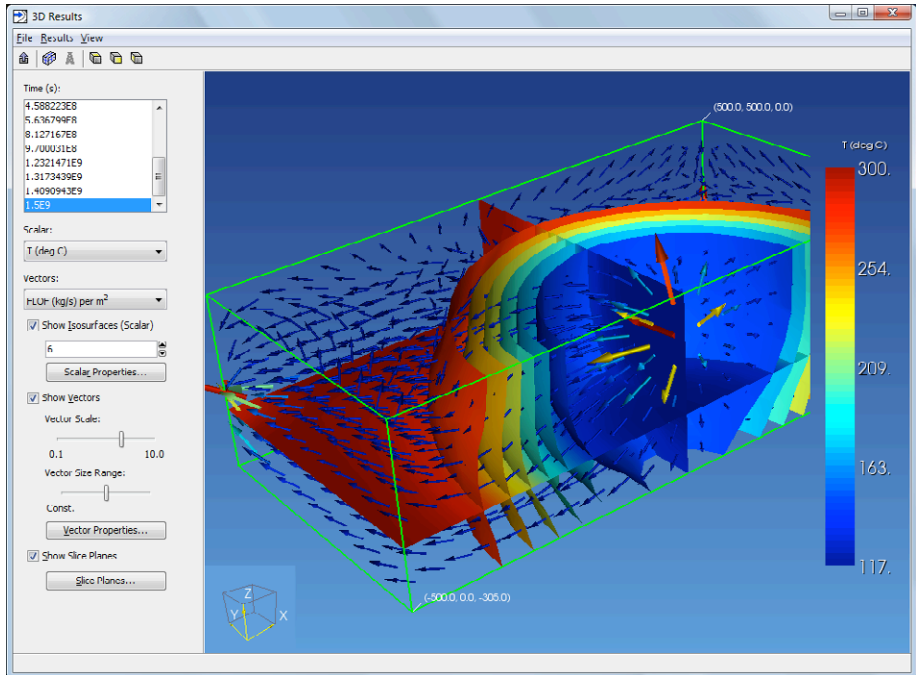 3D Results
File Results View
Time (s):
4.588223E8
5.636799E8
8.127167E8
9.700031E8
1.2321471E9
1.3173439E9
1.4090943E9
1.5E9
Scalar:
T (deg C)
Vectors:
FLOF (kg/s) per m²
Show Isosurfaces (Scalar)
6
Scalar Properties...
Show Vectors
Vector Scale:
0.1 10.0
Vector Size Range:
Const.
Vector Properties...
Show Slice Planes
Slice Planes...
(500.0, 500.0, 0.0)
T (deg C)
300.
254.
209.
163.
117.
(-500.0, 0.0, -305.0)
Z
Y X